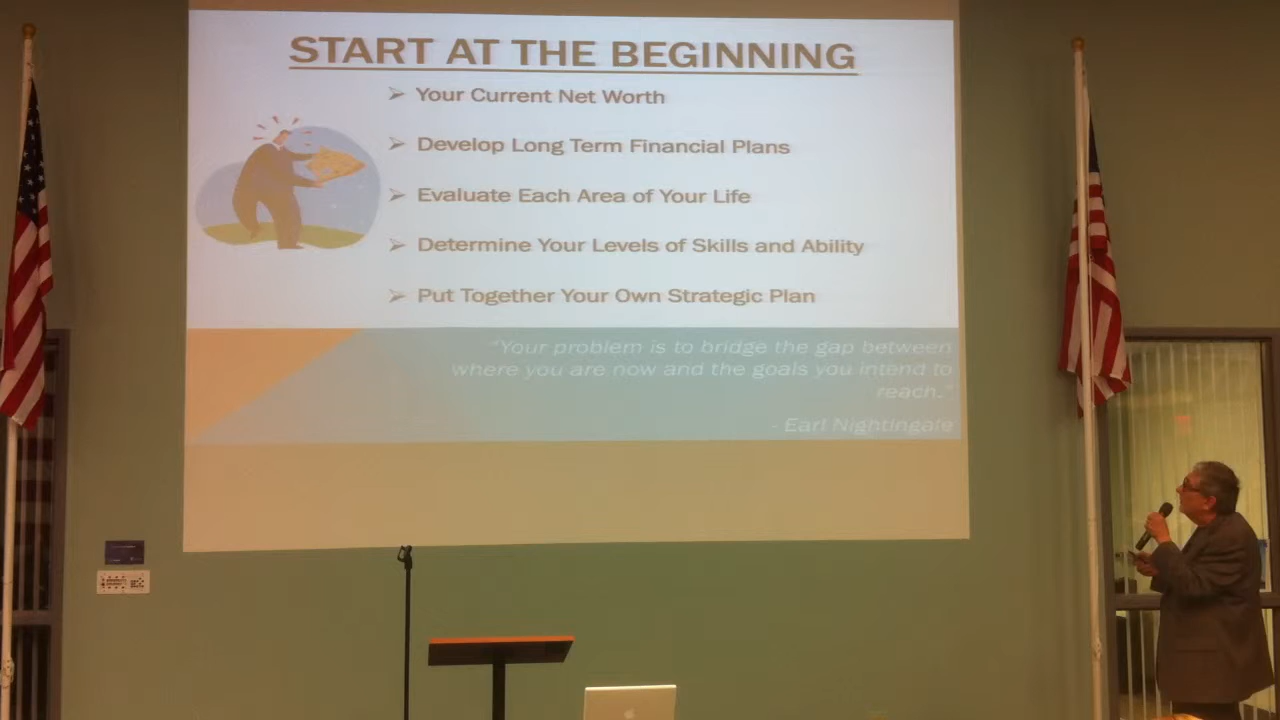 START AT THE BEGINNING
Your Current Net Worth
Develop Long Term Financial Plans
Evaluate Each Area of Your Life
Determine Your Levels of Skills and Ability
Put Together Your Own Strategic Plan
"Your problem is to bridge the gap between
where you are now and the goals you intend to
reach."
- Earl Nightingale